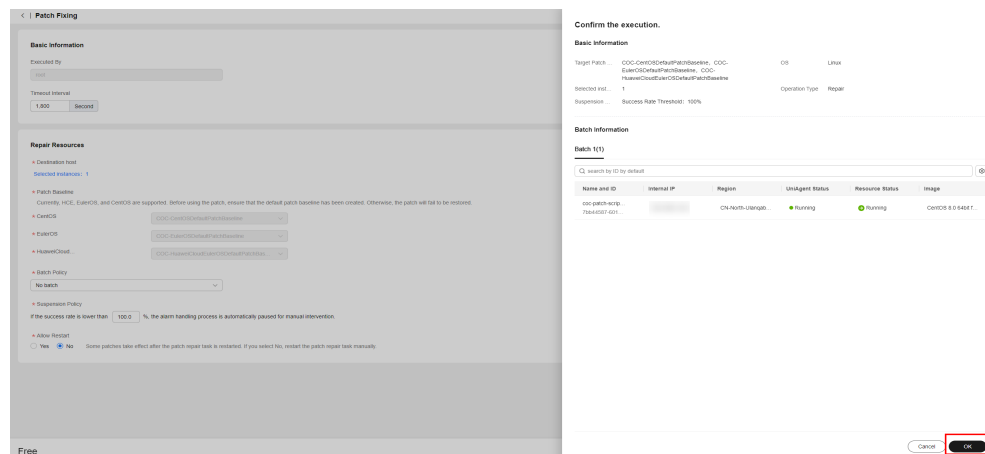 < | Patch Fixing
Basic Information
Executed By
Timeout Interval
1,800 Second
Repair Resources
* Destination host
Selected Instances: 1
* Patch Baseline
Currently, HCE, EulerOS, and CentOS are supported. Before using the patch, ensure that the default patch baseline has been created. Otherwise, the patch will fail to be restored.
* CentOS COC-CentOSDefaultPatchBaseline
* EulerOS COC-EulerOSDefaultPatchBaseline
* HuaweiCloud... COC-HuaweiCloudEulerOSDefaultPatchBas...
* Batch Policy
No batch
* Suspension Policy
If the success rate is lower than 100.0 %, the alarm handling process is automatically paused for manual intervention.
* Allow Restart
Yes No Some patches take effect after the patch repair task is restarted. If you select No, restart the patch repair task manually.
Free
Confirm the execution.
Basic Information
Target Patch ... COC-CentOSDefaultPatchBaseline、COC-
EulerOSDefaultPatchBaseline、COC-
HuaweiCloudEulerOSDefaultPatchBaseline
OS Linux
Selected Inst... 1
Operation Type Repair
Suspension ... Success Rate Threshold: 100%
Batch Information
Batch 1(1)
search by ID by default
Name and ID Internal IP Region UniAgent Status Resource Status Image
coc-patch-scrip...
CN-North-Ulanqab... Running Running CentOS 8.0 64bit f...
Cancel OK